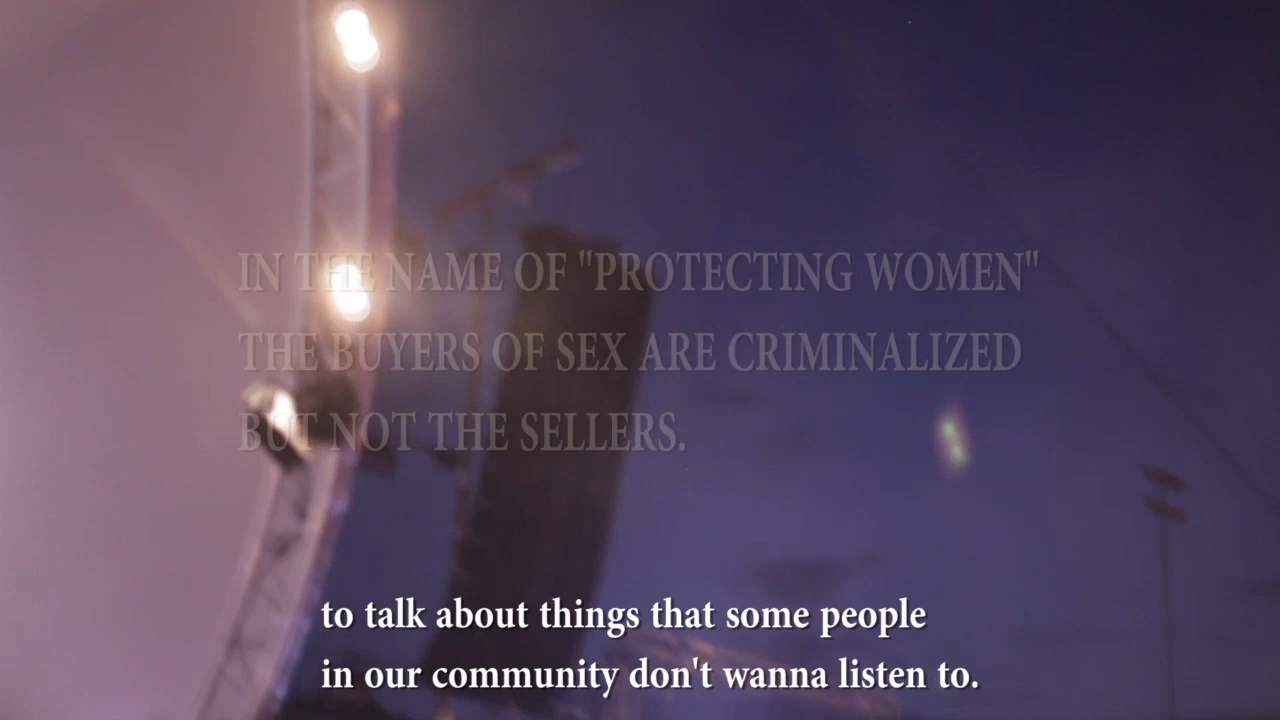 IN THE NAME OF "PROTECTING WOMEN"
THE BUYERS OF SEX ARE CRIMINALIZED
BUT NOT THE SELLERS.
to talk about things that some people
in our community don't wanna listen to.